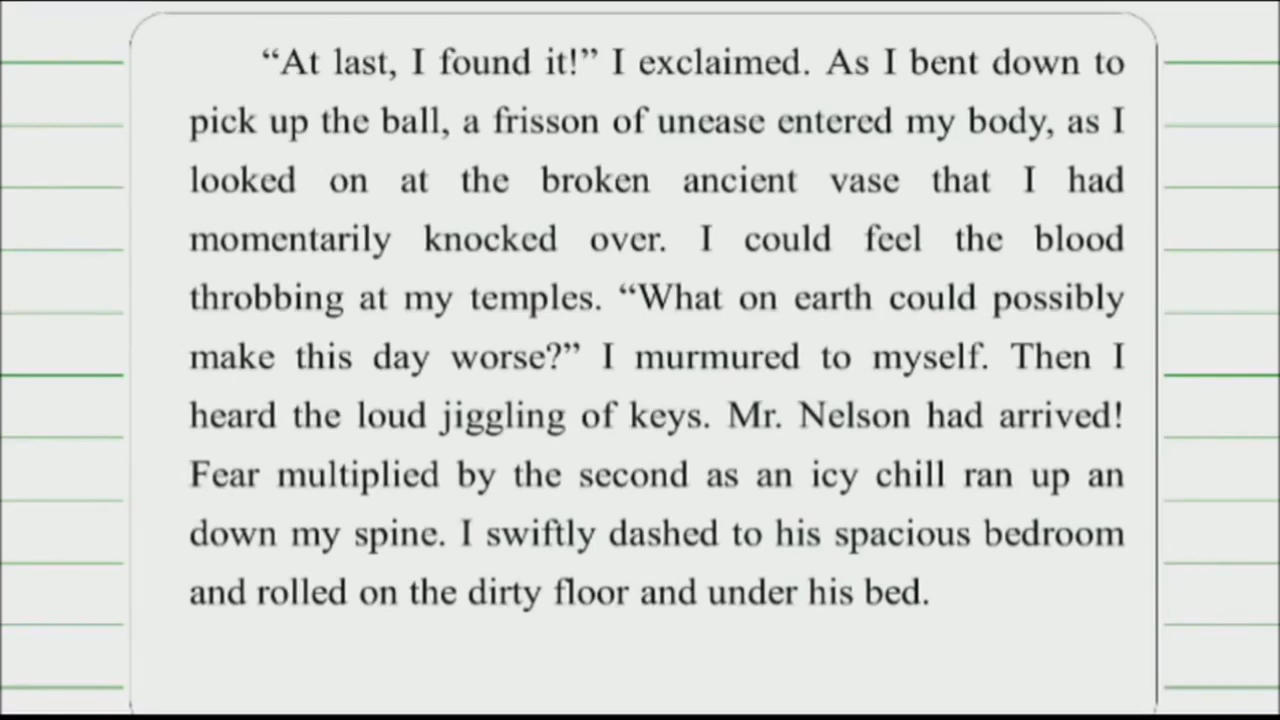 “At last, I found it!” I exclaimed. As I bent down to
pick up the ball, a frisson of unease entered my body, as I
looked on at the broken ancient vase that I had
momentarily knocked over. I could feel the blood
throbbing at my temples. “What on earth could possibly
make this day worse?” I murmured to myself. Then I
heard the loud jiggling of keys. Mr. Nelson had arrived!
Fear multiplied by the second as an icy chill ran up an
down my spine. I swiftly dashed to his spacious bedroom
and rolled on the dirty floor and under his bed.